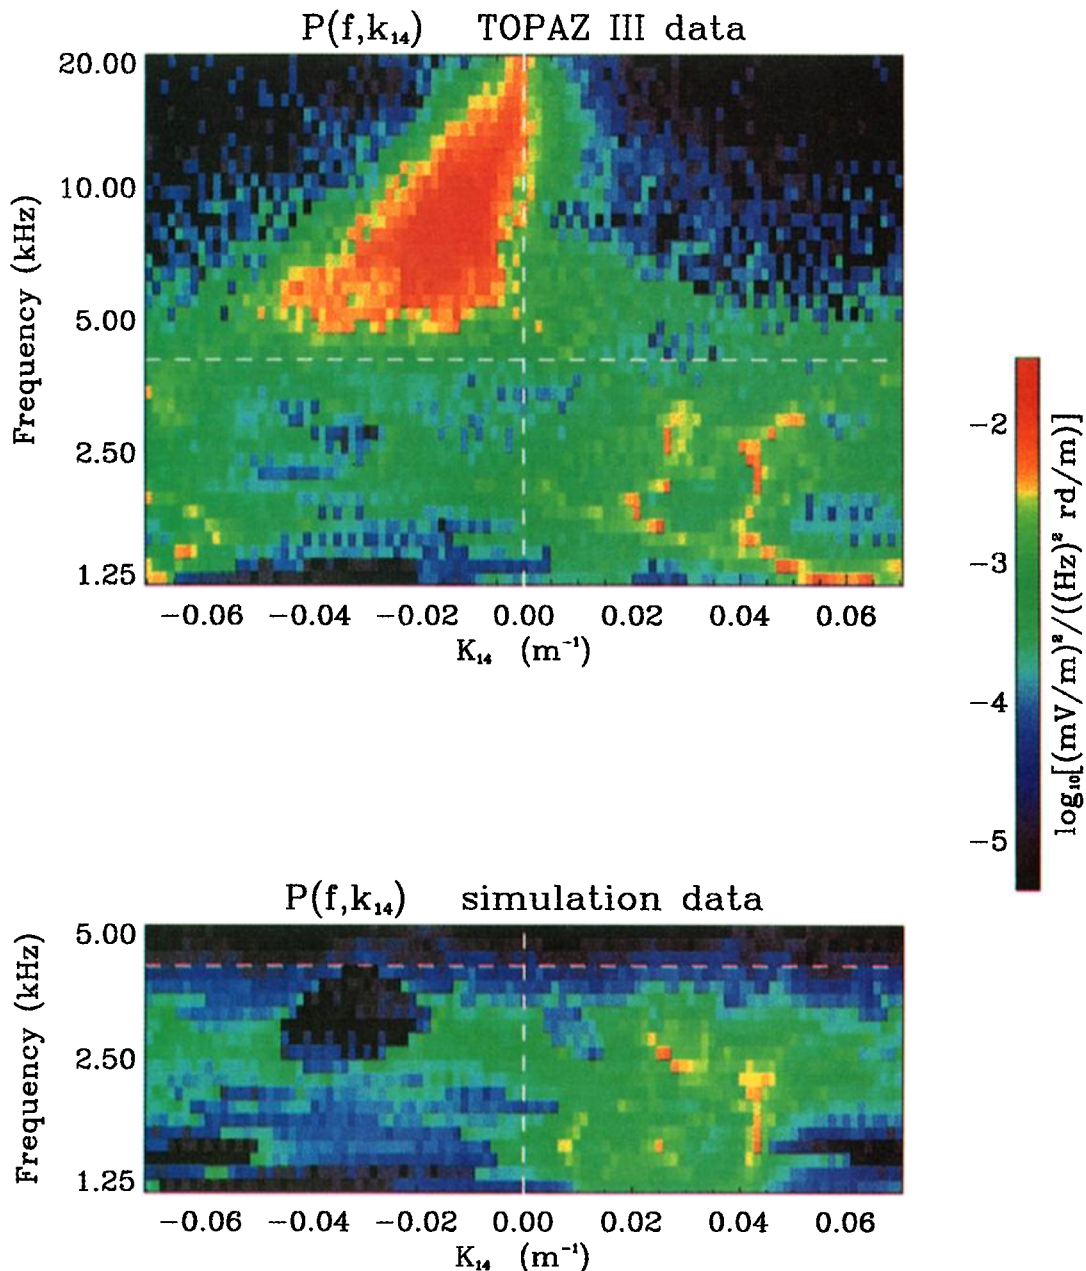 P(f,k₁₄) TOPAZ III data
20.00
10.00
5.00
2.50
1.25
Frequency (kHz)
−0.06 −0.04 −0.02 0.00 0.02 0.04 0.06
K₁₄ (m⁻¹)
−2
−3
−4
−5
log₁₀[(mV/m)²/((Hz)² rd/m)]
P(f,k₁₄) simulation data
5.00
2.50
1.25
Frequency (kHz)
−0.06 −0.04 −0.02 0.00 0.02 0.04 0.06
K₁₄ (m⁻¹)